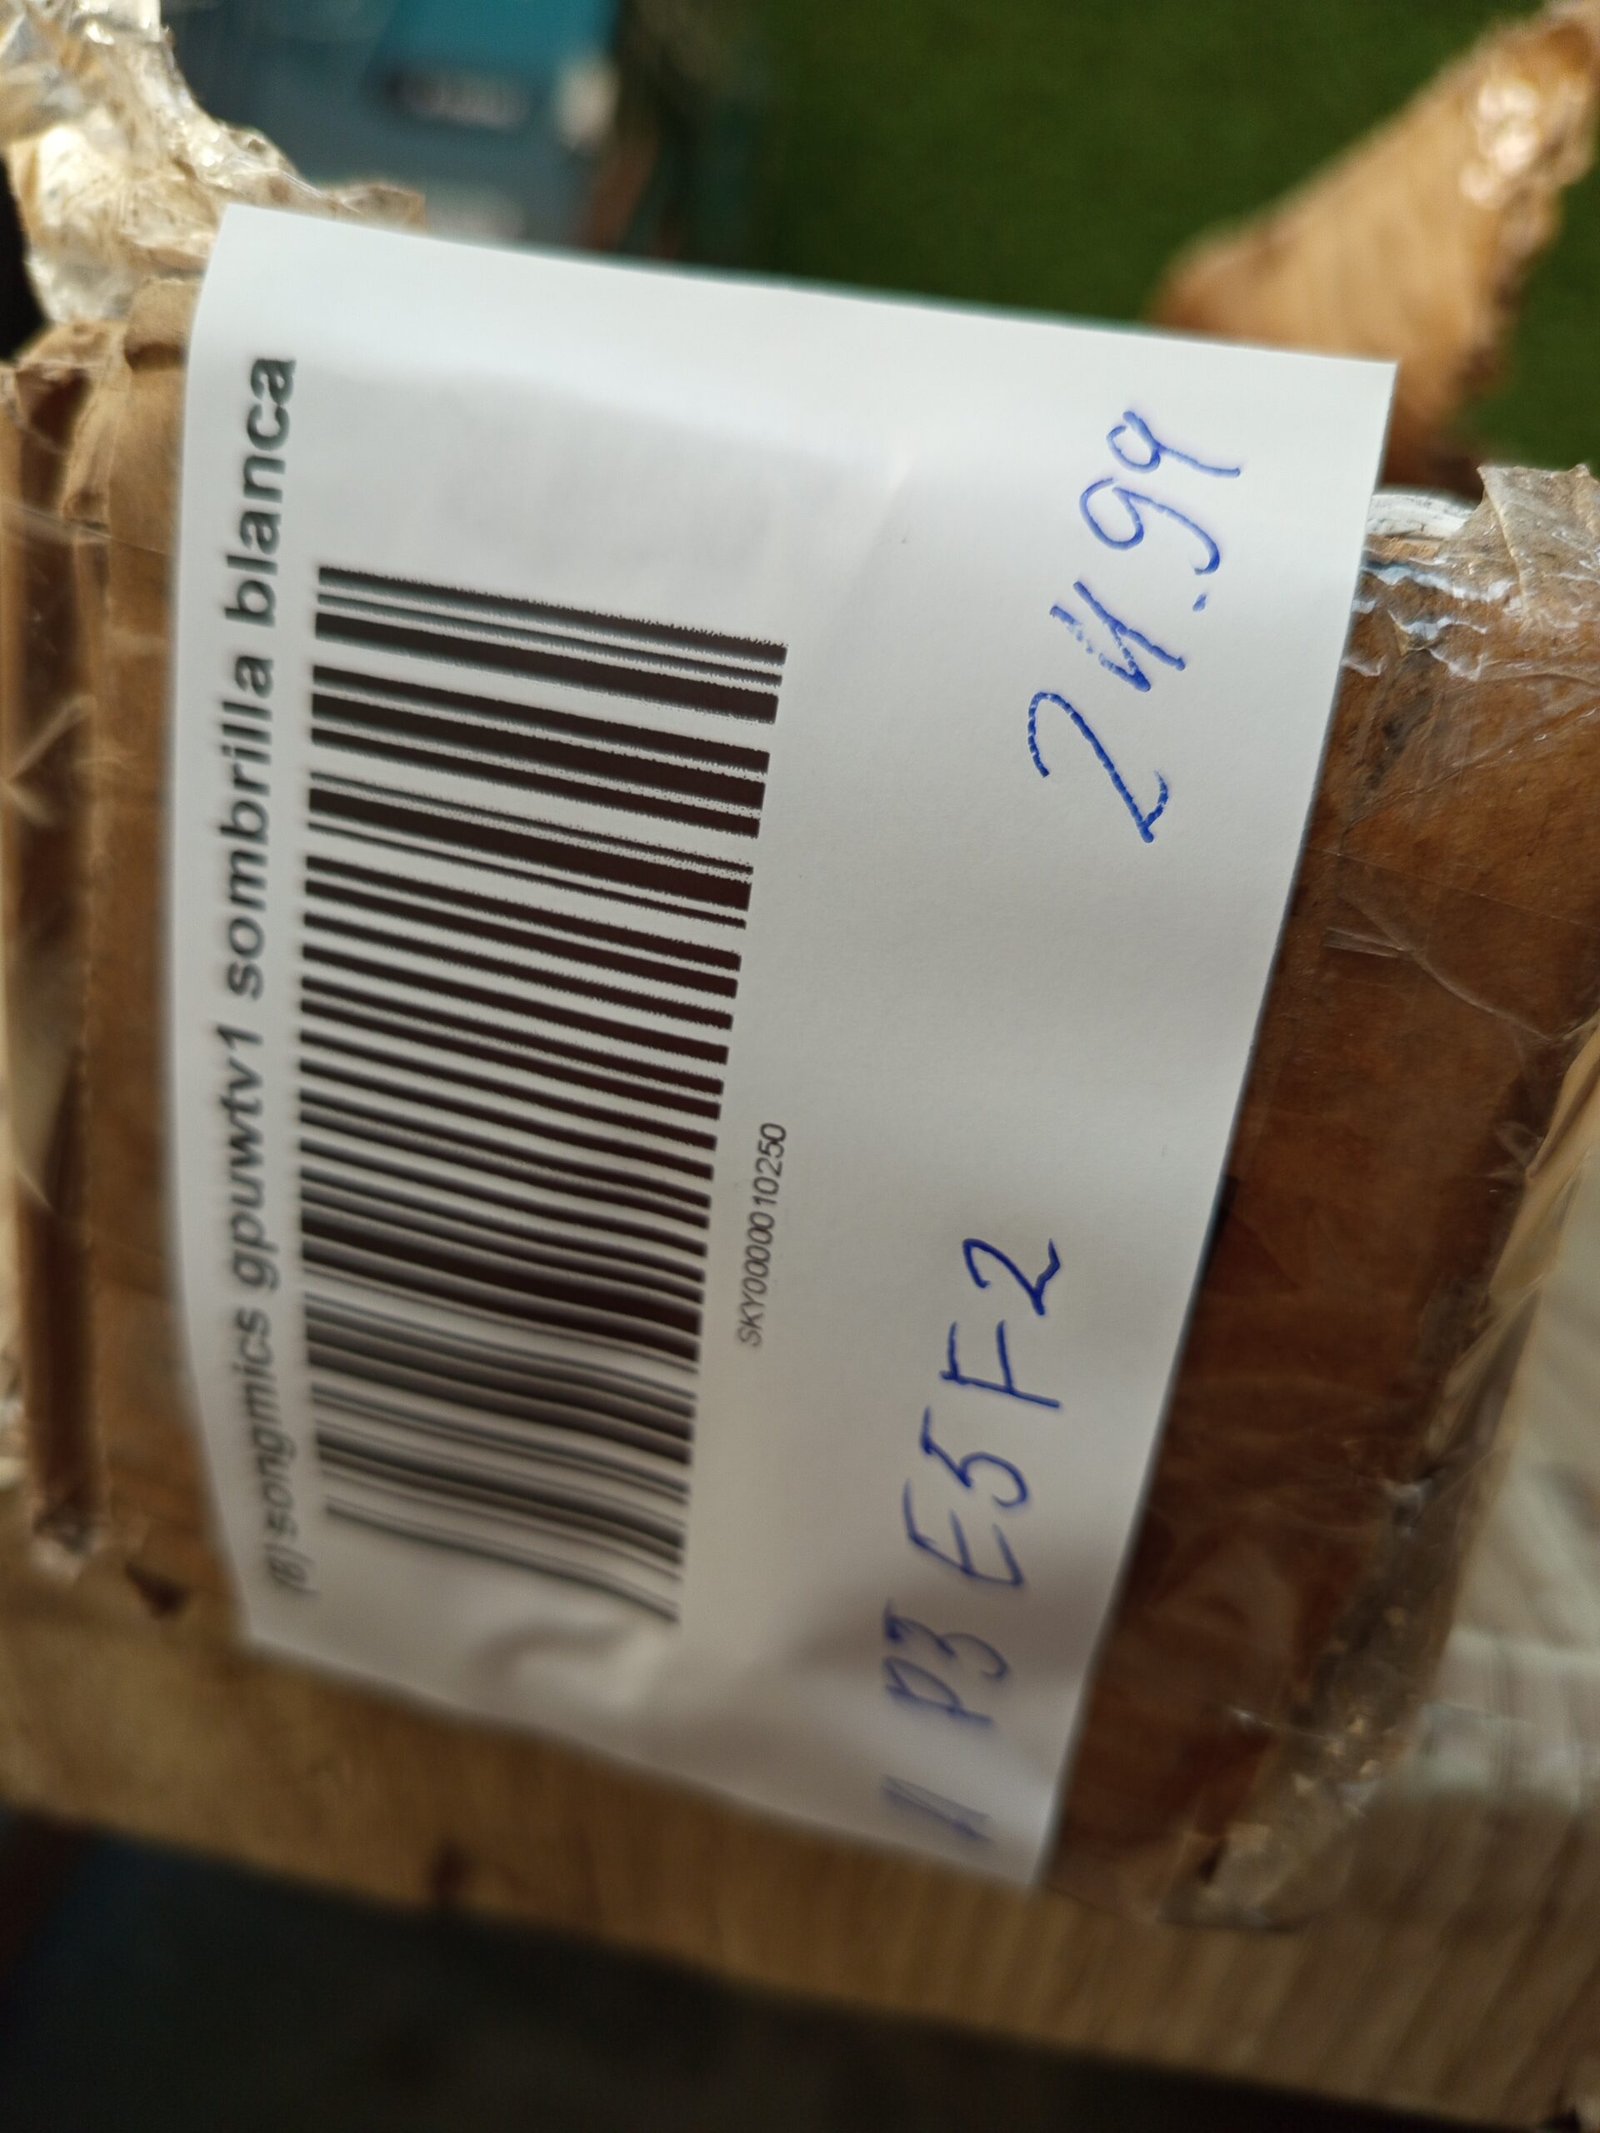 songmics gpuwtv1 sombrilla blanca
SKY0000010250
P3 E5 F2
24.99